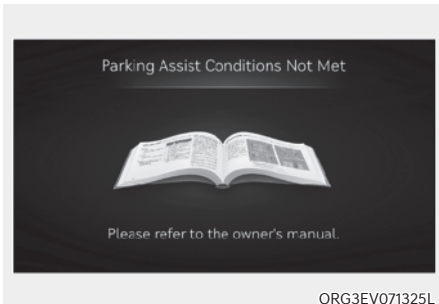 Parking Assist Conditions Not Met
Please refer to the owner's manual.
ORG3EV071325L